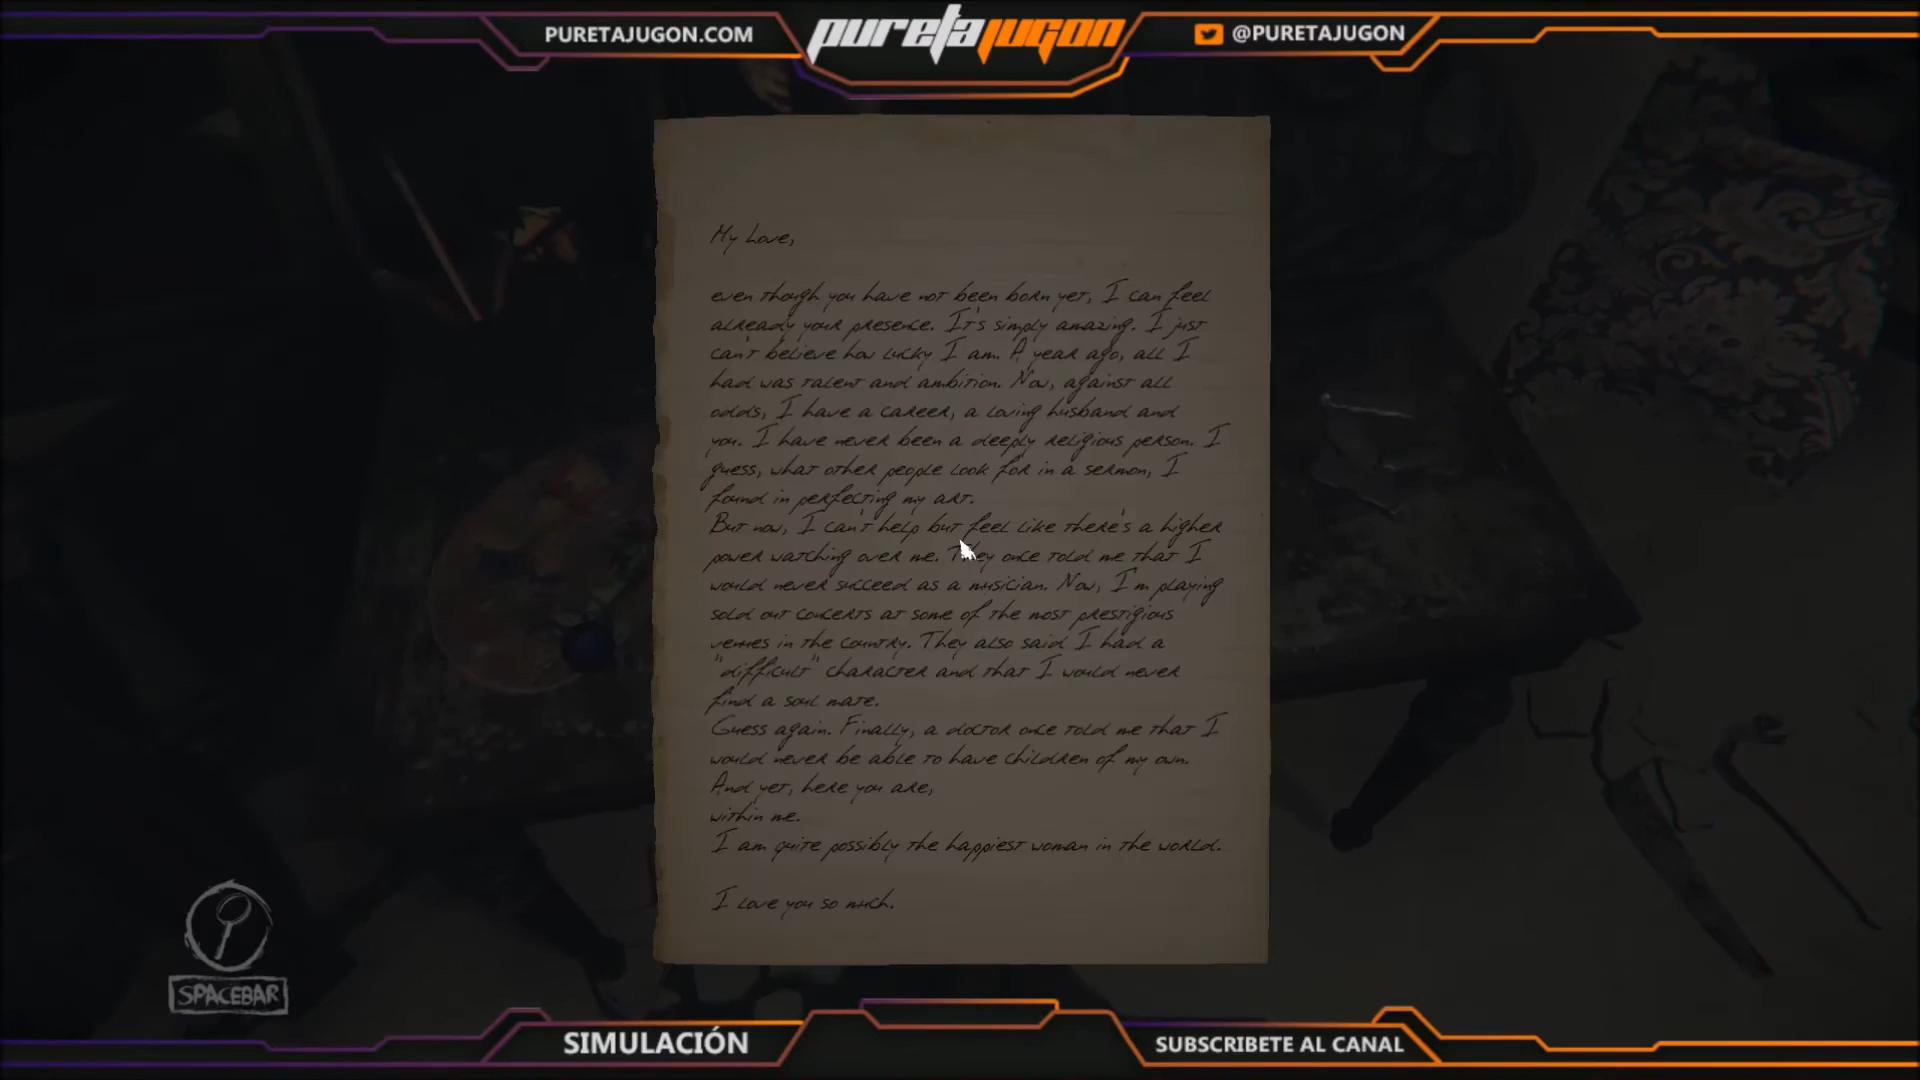 PURETAJUGON.COM
puretajugon
@PURETAJUGON
My Love,
even though you have not been born yet, I can feel
already your presence. It's simply amazing. I just
can't believe how lucky I am. A year ago, all I
had was talent and ambition. Now, against all
odds, I have a career, a loving husband and
you. I have never been a deeply religious person. I
guess, what other people look for in a sermon, I
found in perfecting my art.
But now, I can't help but feel like there's a higher
power watching over me. They once told me that I
would never succeed as a musician. Now, I'm playing
sold out concerts at some of the most prestigious
venues in the country. They also said I had a
"difficult" character and that I would never
find a soul mate.
Guess again. Finally, a doctor once told me that I
would never be able to have children of my own.
And yet, here you are,
within me.
I am quite possibly the happiest woman in the world.
I love you so much.
SPACEBAR
SIMULACIÓN
SUBSCRIBETE AL CANAL